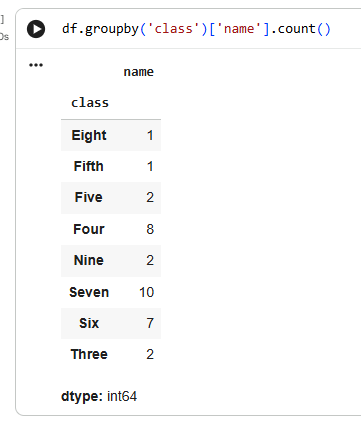 ]
0s
df.groupby('class')['name'].count()
...
name
class
Eight 1
Fifth 1
Five 2
Four 8
Nine 2
Seven 10
Six 7
Three 2
dtype: int64